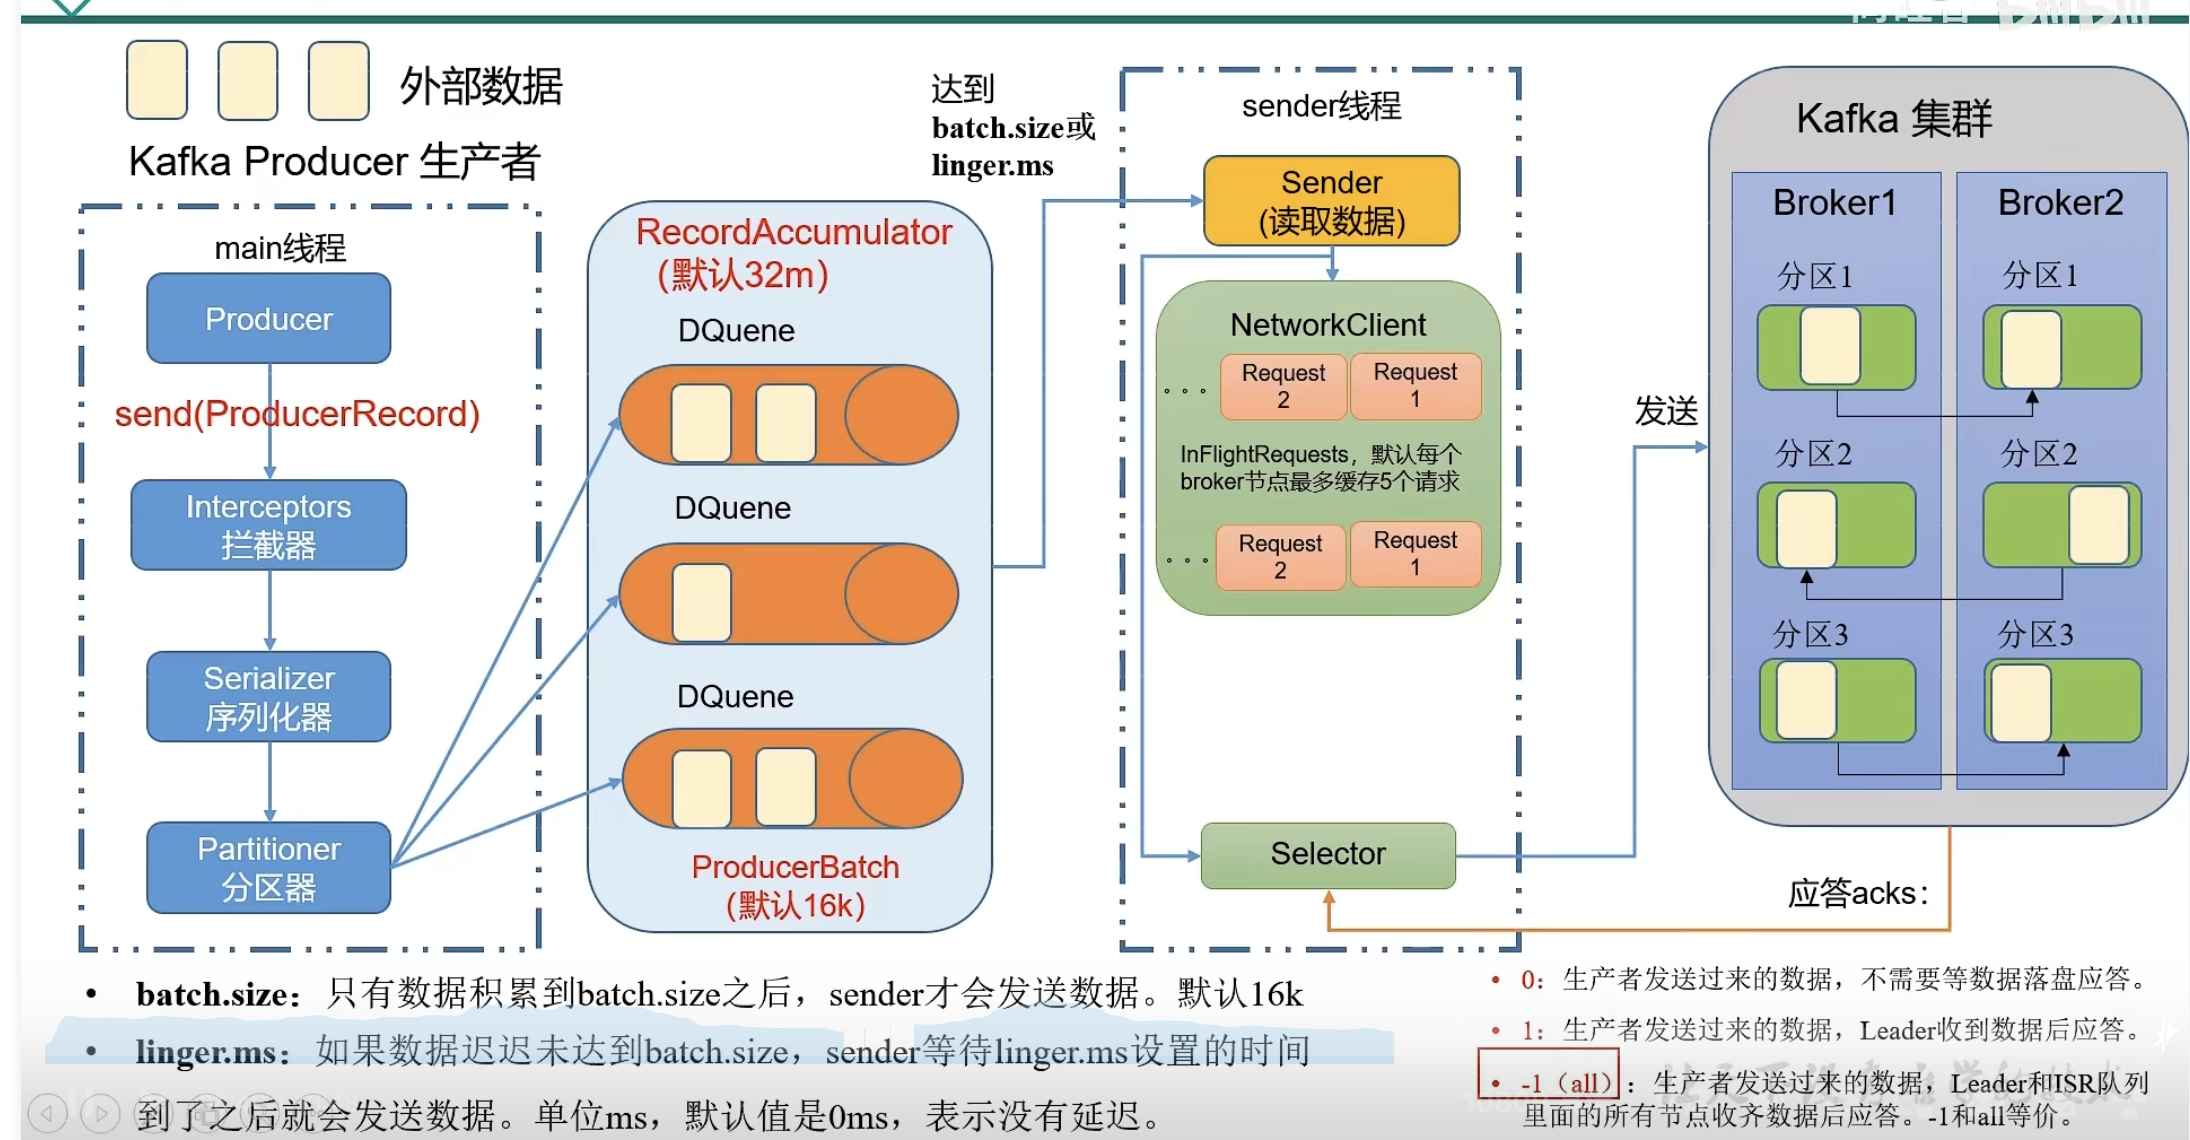 外部数据
Kafka Producer 生产者
main线程
Producer
send(ProducerRecord)
Interceptors
拦截器
Serializer
序列化器
Partitioner
分区器
RecordAccumulator
(默认32m)
DQuene
DQuene
DQuene
ProducerBatch
(默认16k)
达到
batch.size或
linger.ms
sender线程
Sender
(读取数据)
NetworkClient
Request
2
Request
1
InFlightRequests，默认每个
broker节点最多缓存5个请求
Request
2
Request
1
Selector
发送
Kafka 集群
Broker1
Broker2
分区1
分区1
分区2
分区2
分区3
分区3
应答acks：
• batch.size：只有数据积累到batch.size之后，sender才会发送数据。默认16k
• linger.ms：如果数据迟迟未达到batch.size，sender等待linger.ms设置的时间
到了之后就会发送数据。单位ms，默认值是0ms，表示没有延迟。
• 0：生产者发送过来的数据，不需要等数据落盘应答。
• 1：生产者发送过来的数据，Leader收到数据后应答。
• -1（all）：生产者发送过来的数据，Leader和ISR队列
里面的所有节点收齐数据后应答。-1和all等价。